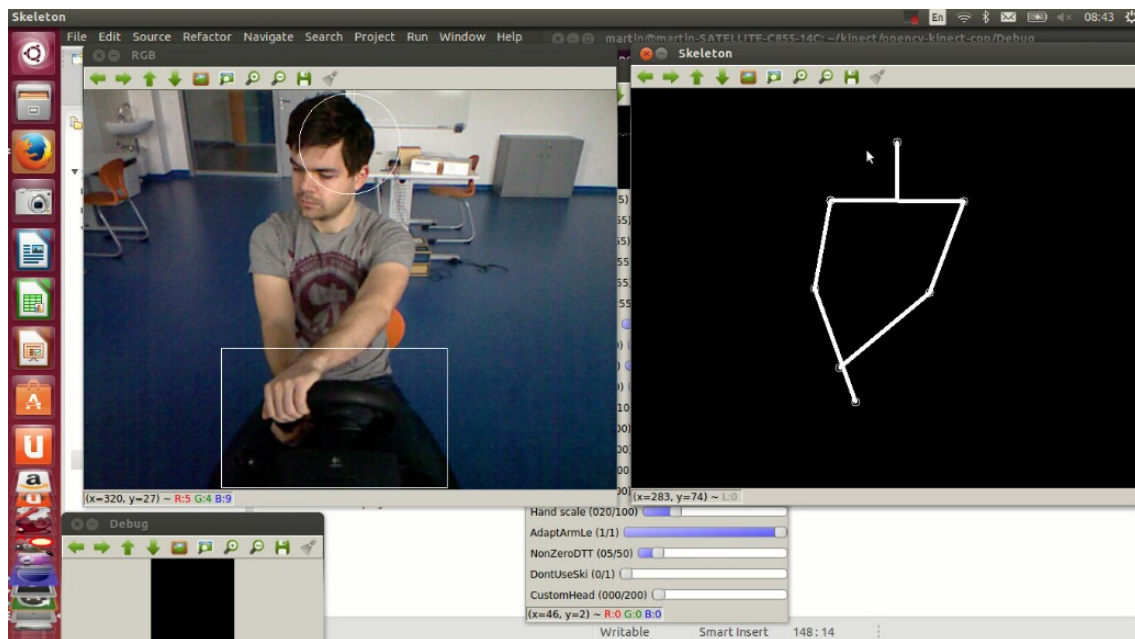 Skeleton
En
08:43
File Edit Source Refactor Navigate Search Project Run Window Help
martin@martin-SATELLITE-C855-14C: ~/kinect/opencv-kinect-cpp/Debug
RGB
Skeleton
(x=320, y=27) ~ R:5 G:4 B:9
(x=283, y=74) ~ L:0
Debug
Hand scale (020/100)
AdaptArmLe (1/1)
NonZeroDTT (05/50)
DontUseSki (0/1)
CustomHead (000/200)
(x=46, y=2) ~ R:0 G:0 B:0
Writable Smart Insert 148 : 14